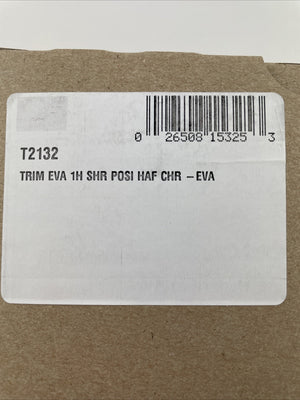 0 26508 15325 3
T2132
TRIM EVA 1H SHR POSI HAF CHR – EVA